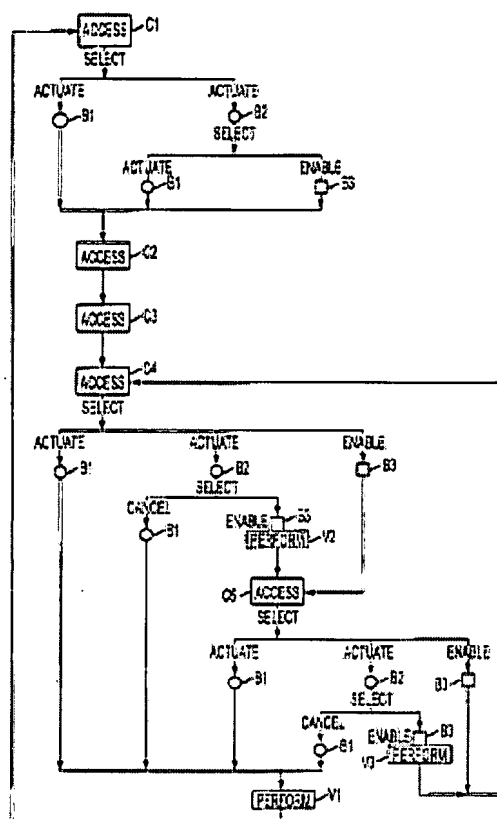 ACCESS C1
SELECT
ACTUATE ACTUATE
B1 B2
SELECT
ACTUATE ENABLE
B1
ACCESS C2
ACCESS C3
C4
ACCESS
SELECT
ACTUATE ACTUATE ENABLE
B1 B2 B3
SELECT
CANCEL ENABLE
B1 PERFORM V2
C5 ACCESS
SELECT
ACTUATE ACTUATE ENABLE
B1 B2 B3
SELECT
CANCEL ENABLE B3
B1 V3 PERFORM
PERFORM V1